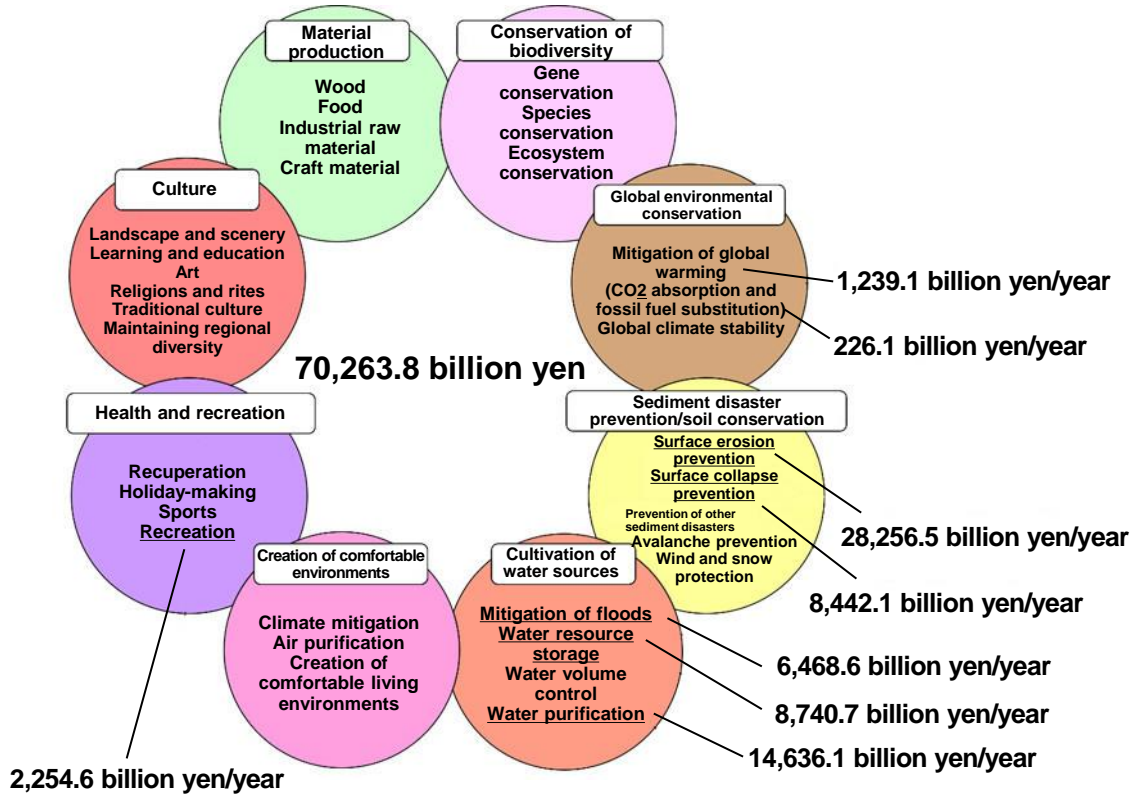 Material
production
Wood
Food
Industrial raw
material
Craft material
Conservation of
biodiversity
Gene
conservation
Species
conservation
Ecosystem
conservation
Culture
Landscape and scenery
Learning and education
Art
Religions and rites
Traditional culture
Maintaining regional
diversity
Global environmental
conservation
Mitigation of global
warming
(CO2 absorption and
fossil fuel substitution)
Global climate stability
1,239.1 billion yen/year
226.1 billion yen/year
70,263.8 billion yen
Health and recreation
Recuperation
Holiday-making
Sports
Recreation
2,254.6 billion yen/year
Sediment disaster
prevention/soil conservation
Surface erosion
prevention
Surface collapse
prevention
Prevention of other
sediment disasters
Avalanche prevention
Wind and snow
protection
28,256.5 billion yen/year
8,442.1 billion yen/year
Creation of comfortable
environments
Climate mitigation
Air purification
Creation of
comfortable living
environments
Cultivation of
water sources
Mitigation of floods
Water resource
storage
Water volume
control
Water purification
6,468.6 billion yen/year
8,740.7 billion yen/year
14,636.1 billion yen/year